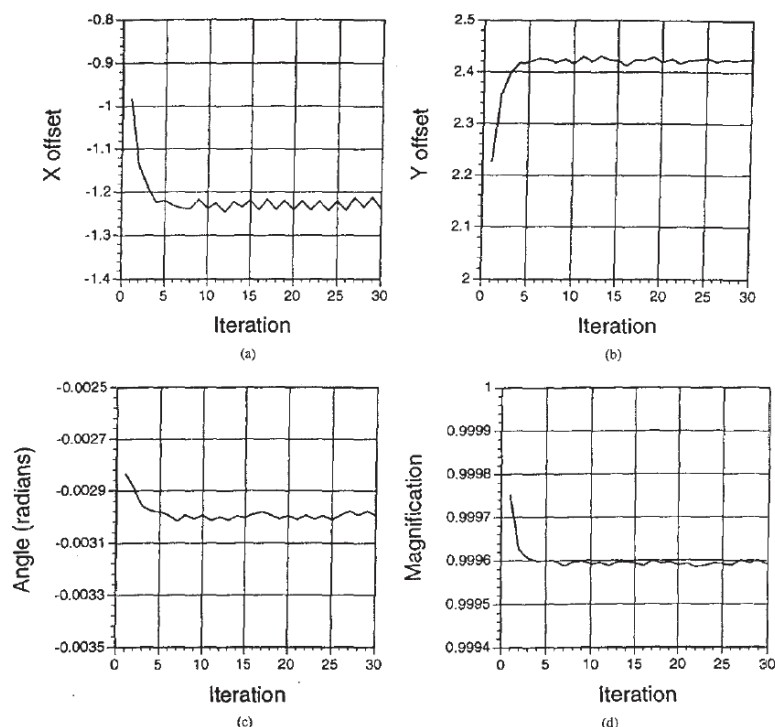 -0.8
-0.9
-1
-1.1
-1.2
-1.3
-1.4
X offset
0 5 10 15 20 25 30
Iteration
(a)
2.5
2.4
2.3
2.2
2.1
2
Y offset
0 5 10 15 20 25 30
Iteration
(b)
-0.0025
-0.0027
-0.0029
-0.0031
-0.0033
-0.0035
Angle (radians)
0 5 10 15 20 25 30
Iteration
(c)
1
0.9999
0.9998
0.9997
0.9996
0.9995
0.9994
Magnification
0 5 10 15 20 25 30
Iteration
(d)